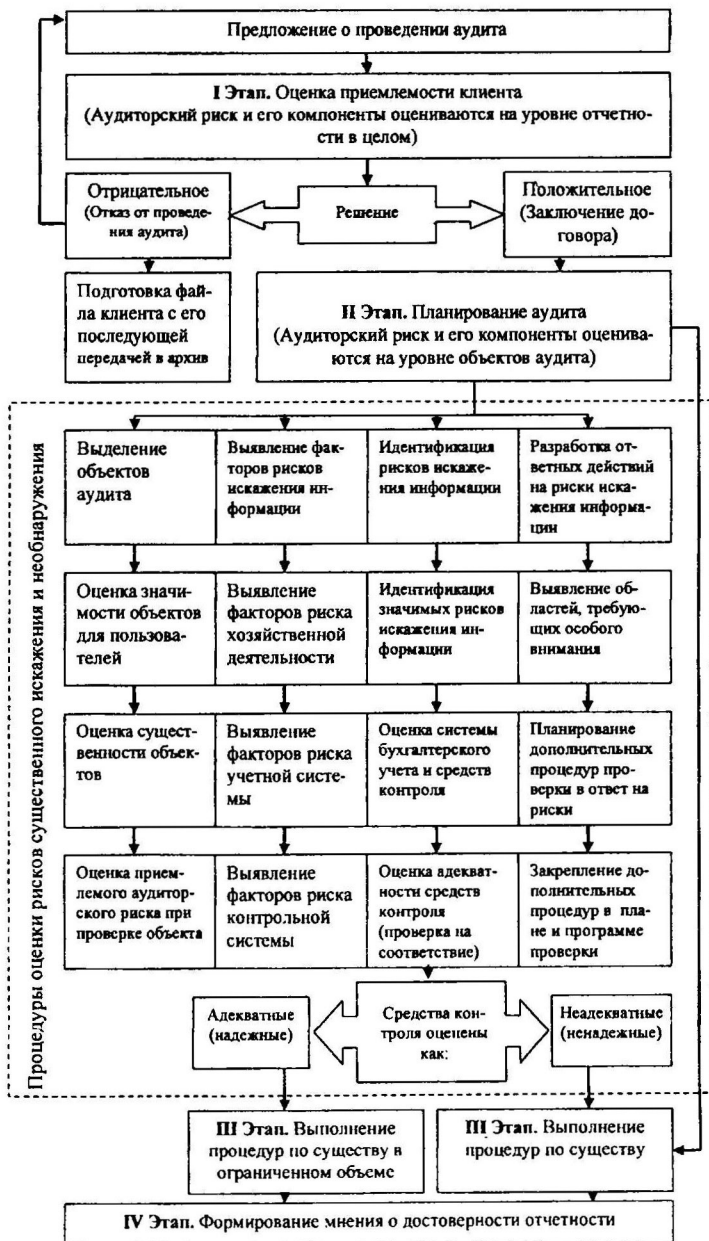 Предложение о проведении аудита
I Этап. Оценка приемлемости клиента
(Аудиторский риск и его компоненты оцениваются на уровне отчетно-
сти в целом)
Отрицательное
(Отказ от проведе-
ния аудита)
Решение
Положительное
(Заключение до-
говора)
Подготовка фай-
ла клиента с его
последующей
передачей в архив
II Этап. Планирование аудита
(Аудиторский риск и его компоненты оценива-
ются на уровне объектов аудита)
Процедуры оценки рисков существенного искажения и необнаружения
Выделение
объектов
аудита
Выявление фак-
торов рисков
искажения ин-
формации
Идентификация
рисков искаже-
ния информации
Разработка от-
ветных действий
на риски иска-
жения информа-
ции
Оценка значи-
мости объектов
для пользова-
телей
Выявление
факторов риска
хозяйственной
деятельности
Идентификация
значимых рисков
искажения ин-
формации
Выявление об-
ластей, требую-
щих особого
внимания
Оценка сущест-
венности объек-
тов
Выявление
факторов риска
учетной систе-
мы
Оценка системы
бухгалтерского
учета и средств
контроля
Планирование
дополнительных
процедур про-
верки в ответ на
риски
Оценка прием-
лемого аудитор-
ского риска при
проверке объекта
Выявление
факторов риска
контрольной
системы
Оценка адекват-
ности средств
контроля
(проверка на
соответствие)
Закрепление до-
полнительных
процедур в пла-
не и программе
проверки
Адекватные
(надежные)
Средства кон-
троля оценены
как:
Неадекватные
(ненадежные)
III Этап. Выполнение
процедур по существу в
ограниченном объеме
III Этап. Выполнение
процедур по существу
IV Этап. Формирование мнения о достоверности отчетности